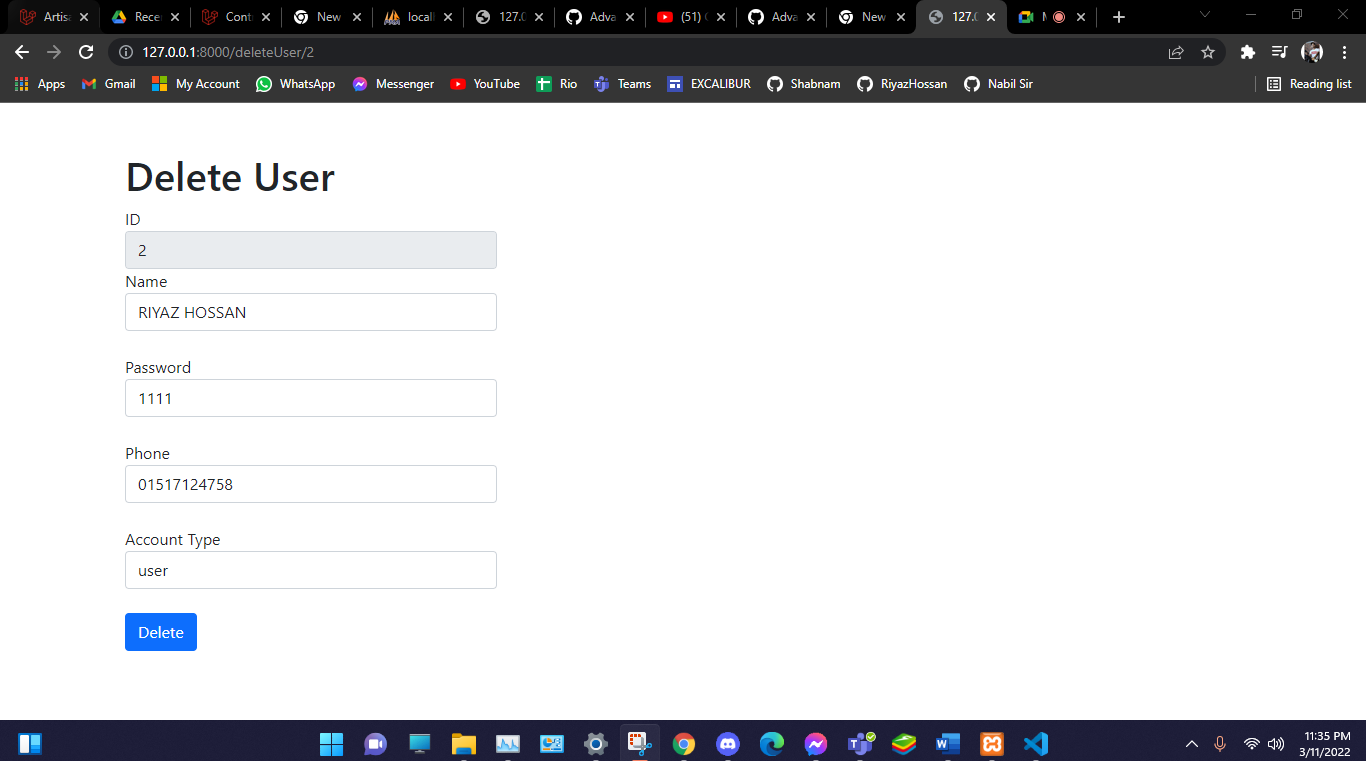 Artisa
Rece
Cont
New
locall
127.0
Adva
(51)
Adva
New
127.0
127.0.0.1:8000/deleteUser/2
Apps
Gmail
My Account
WhatsApp
Messenger
YouTube
Rio
Teams
EXCALIBUR
Shabnam
RiyazHossan
Nabil Sir
Reading list
Delete User
ID
2
Name
RIYAZ HOSSAN
Password
1111
Phone
01517124758
Account Type
user
Delete
11:35 PM
3/11/2022